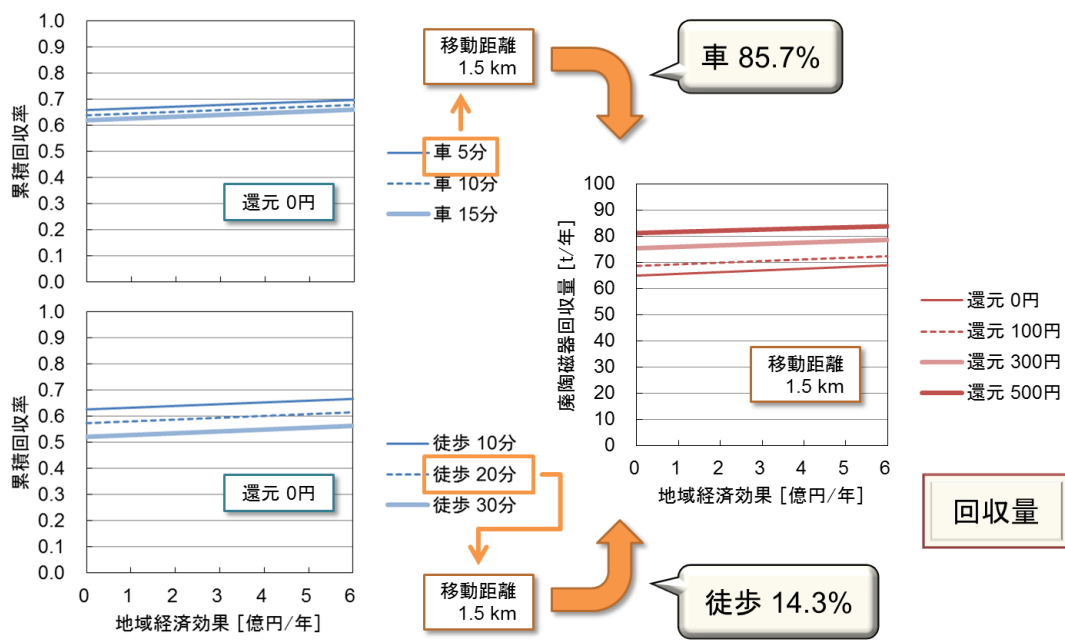 累積回収率
1.0
0.9
0.8
0.7
0.6
0.5
0.4
0.3
0.2
0.1
0.0
還元 0円
車 5分
車 10分
車 15分
移動距離
1.5 km
車 85.7%
累積回収率
1.0
0.9
0.8
0.7
0.6
0.5
0.4
0.3
0.2
0.1
0.0
還元 0円
0 1 2 3 4 5 6
地域経済効果 [億円/年]
徒歩 10分
徒歩 20分
徒歩 30分
移動距離
1.5 km
徒歩 14.3%
廃陶磁器回収量 [t/年]
100
90
80
70
60
50
40
30
20
10
0
移動距離
1.5 km
0 1 2 3 4 5 6
地域経済効果 [億円/年]
還元 0円
還元 100円
還元 300円
還元 500円
回収量